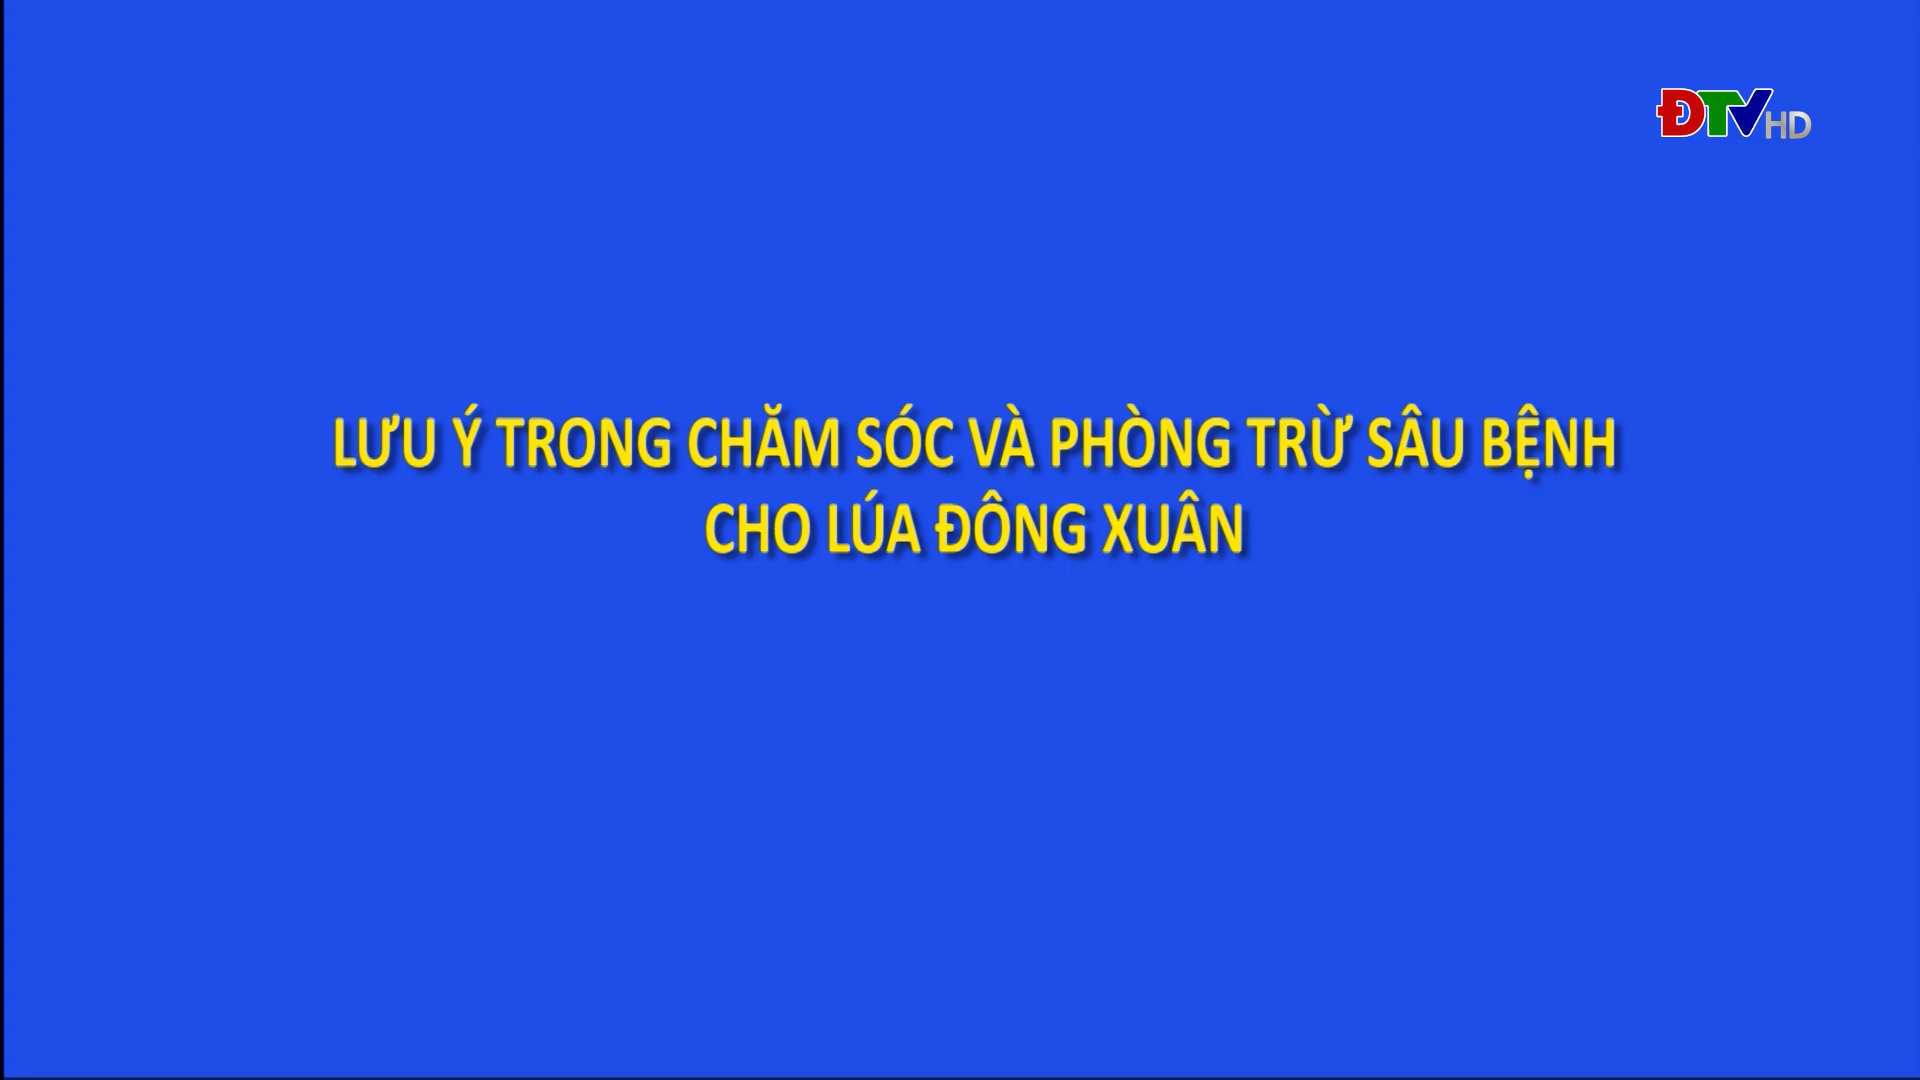 ĐTV HD
LƯU Ý TRONG CHĂM SÓC VÀ PHÒNG TRỪ SÂU BỆNH
CHO LÚA ĐÔNG XUÂN